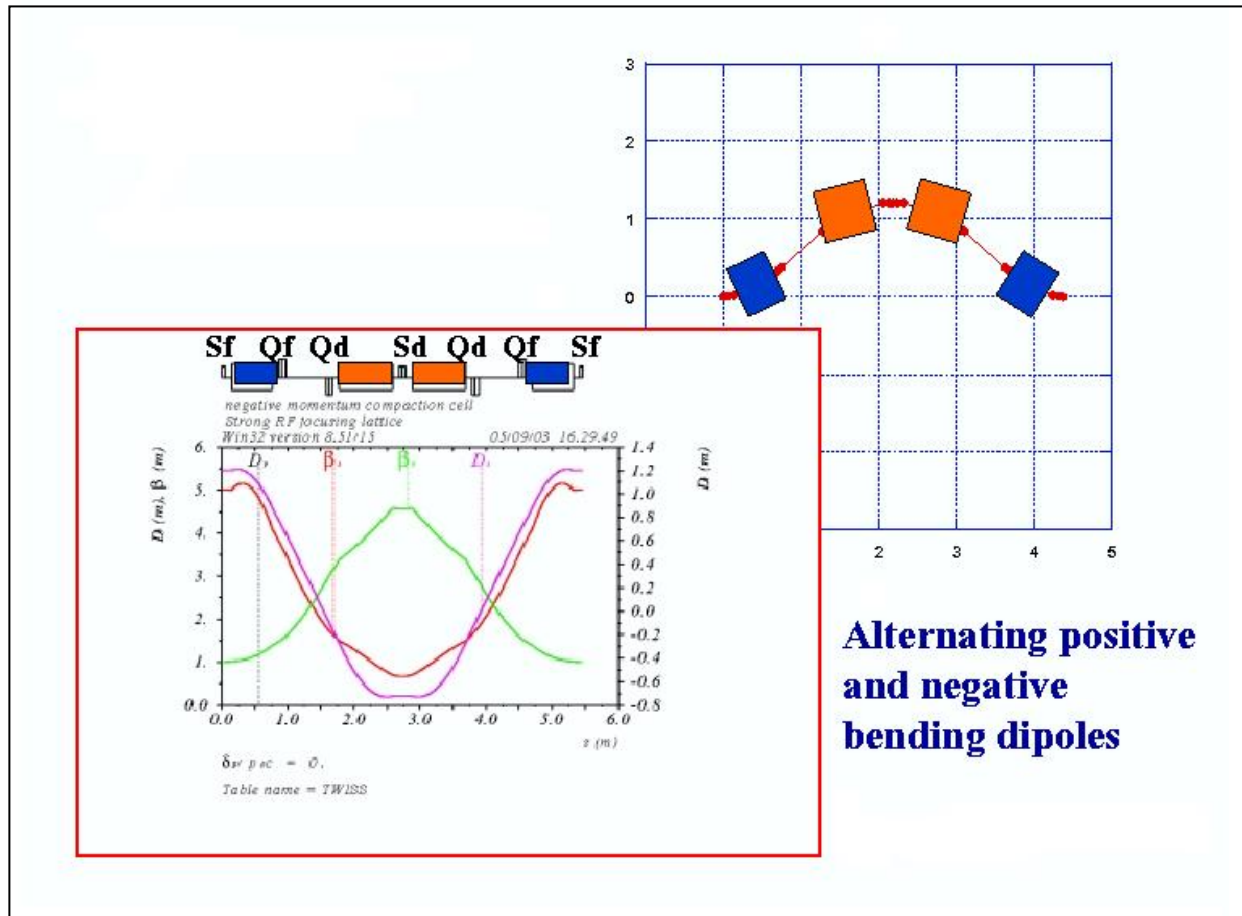 3
2
1
0
2 3 4 5
Sf Qf Qd Sd Qd Qf Sf
negative momentum compaction cell
Strong RF focusing lattice
Win32 version 8.51/15 05/09/03 16.29.49
6.
5.
4.
3.
2.
1.
0.0
D (m), β (m)
D β β D
1.4
1.2
1.0
0.8
0.6
0.4
0.2
0.0
-0.2
-0.4
-0.6
-0.8
D (m)
0.0 1.0 2.0 3.0 4.0 5.0 6.0
s (m)
= 0.
Table name = TWISS
Alternating positive
and negative
bending dipoles